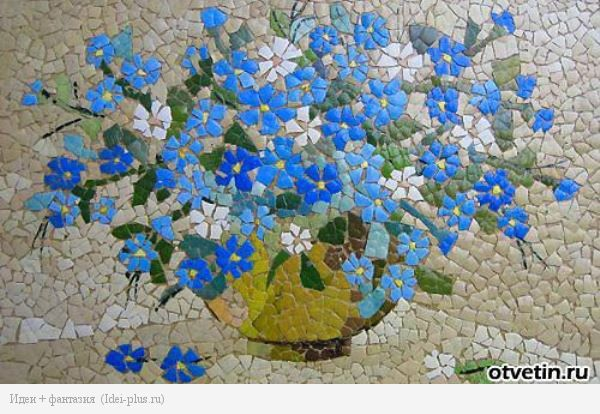 otvetin.ru
Идеи + фантазия (Idei-plus.ru)